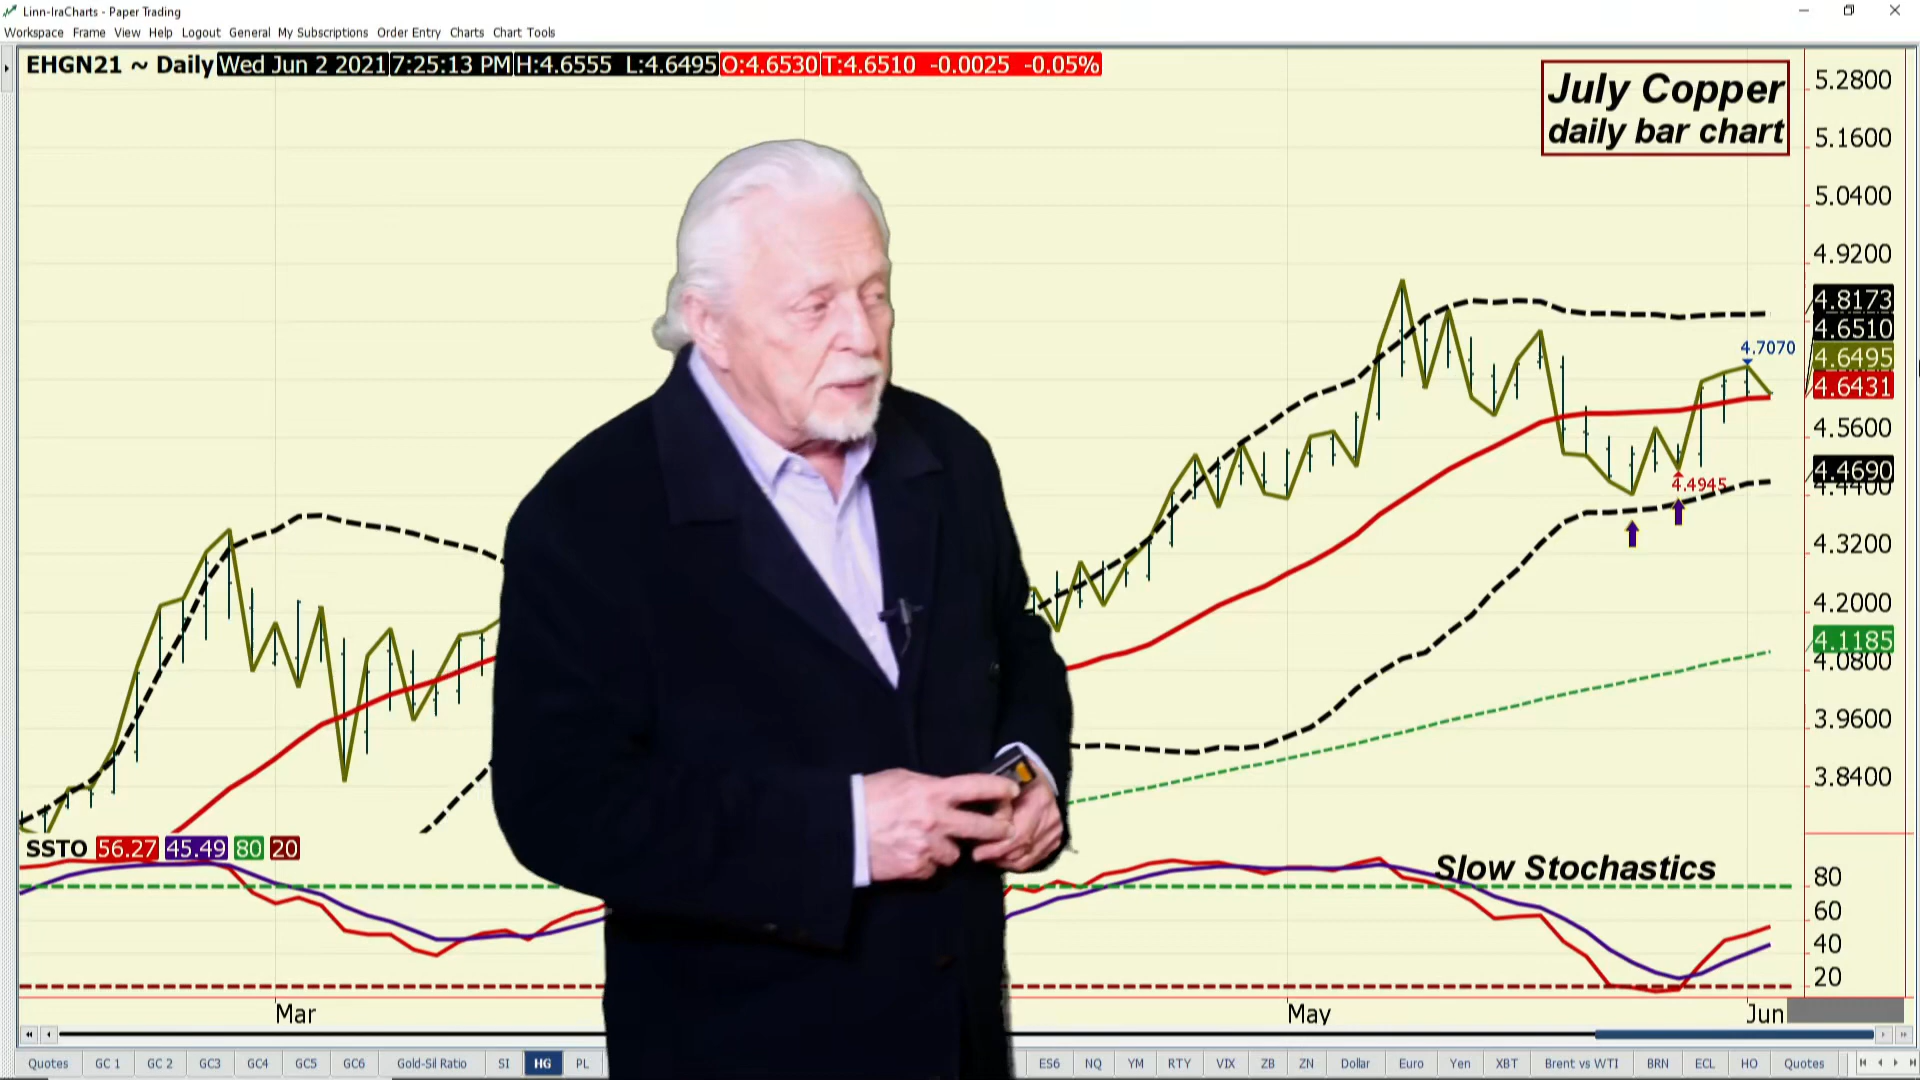 Linn-IraCharts - Paper Trading
Workspace Frame View Help Logout General My Subscriptions Order Entry Charts Chart Tools
EHGN21 ~ Daily Wed Jun 2 2021 7:25:13 PM H:4.6555 L:4.6495 O:4.6530 T:4.6510 -0.0025 -0.05%
July Copper
daily bar chart
5.2800
5.1600
5.0400
4.9200
4.8173
4.6510
4.7070
4.6495
4.6431
4.5600
4.4690
4.4945
4.4400
4.3200
4.2000
4.1185
4.0800
3.9600
3.8400
SSTO 56.27 45.49 80 20
Slow Stochastics
80
60
40
20
Mar May Jun
Quotes GC 1 GC 2 GC3 GC4 GC5 GC6 Gold-Sil Ratio SI HG PL ES6 NQ YM RTY VIX ZB ZN Dollar Euro Yen XBT Brent vs WTI BRN ECL HO Quotes